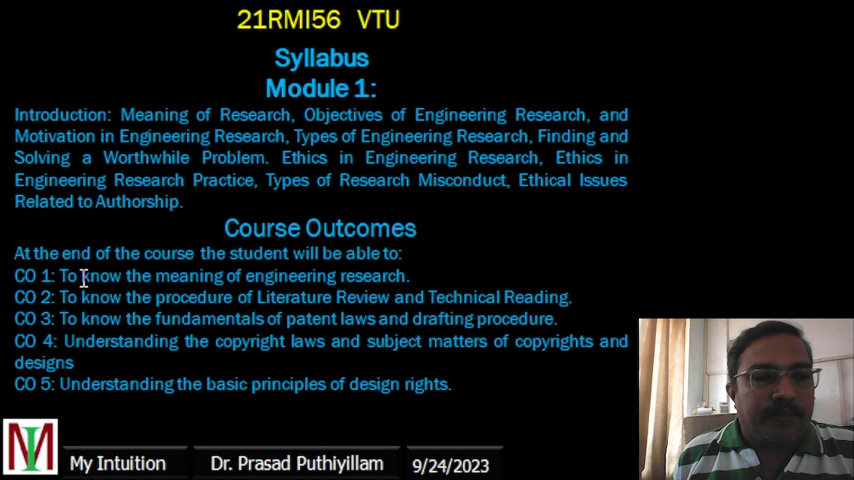 21RMI56 VTU
Syllabus
Module 1:
Introduction: Meaning of Research, Objectives of Engineering Research, and
Motivation in Engineering Research, Types of Engineering Research, Finding and
Solving a Worthwhile Problem. Ethics in Engineering Research, Ethics in
Engineering Research Practice, Types of Research Misconduct, Ethical Issues
Related to Authorship.
Course Outcomes
At the end of the course the student will be able to:
CO 1: To know the meaning of engineering research.
CO 2: To know the procedure of Literature Review and Technical Reading.
CO 3: To know the fundamentals of patent laws and drafting procedure.
CO 4: Understanding the copyright laws and subject matters of copyrights and
designs
CO 5: Understanding the basic principles of design rights.
MI
My Intuition
Dr. Prasad Puthiyillam
9/24/2023